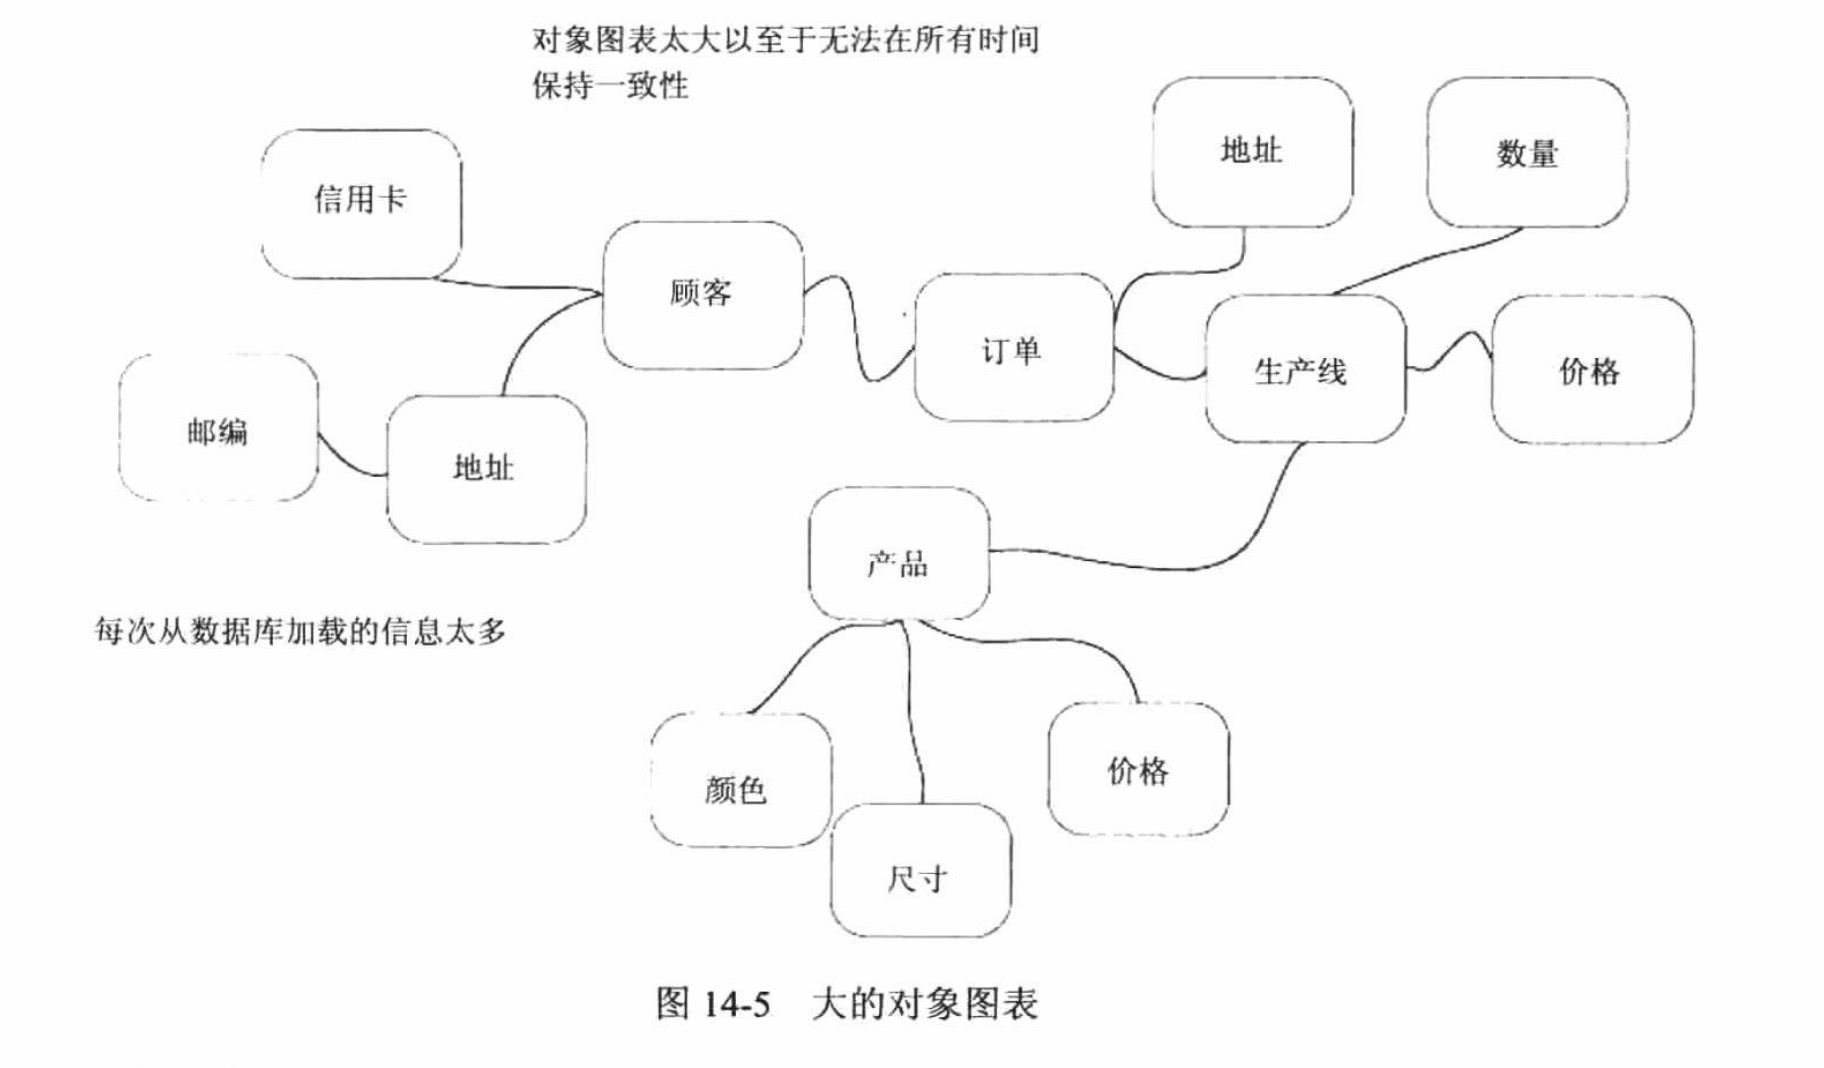 对象图表太大以至于无法在所有时间
保持一致性
地址
数量
信用卡
顾客
订单
生产线
价格
邮编
地址
产品
每次从数据库加载的信息太多
颜色
价格
尺寸
图 14-5 大的对象图表